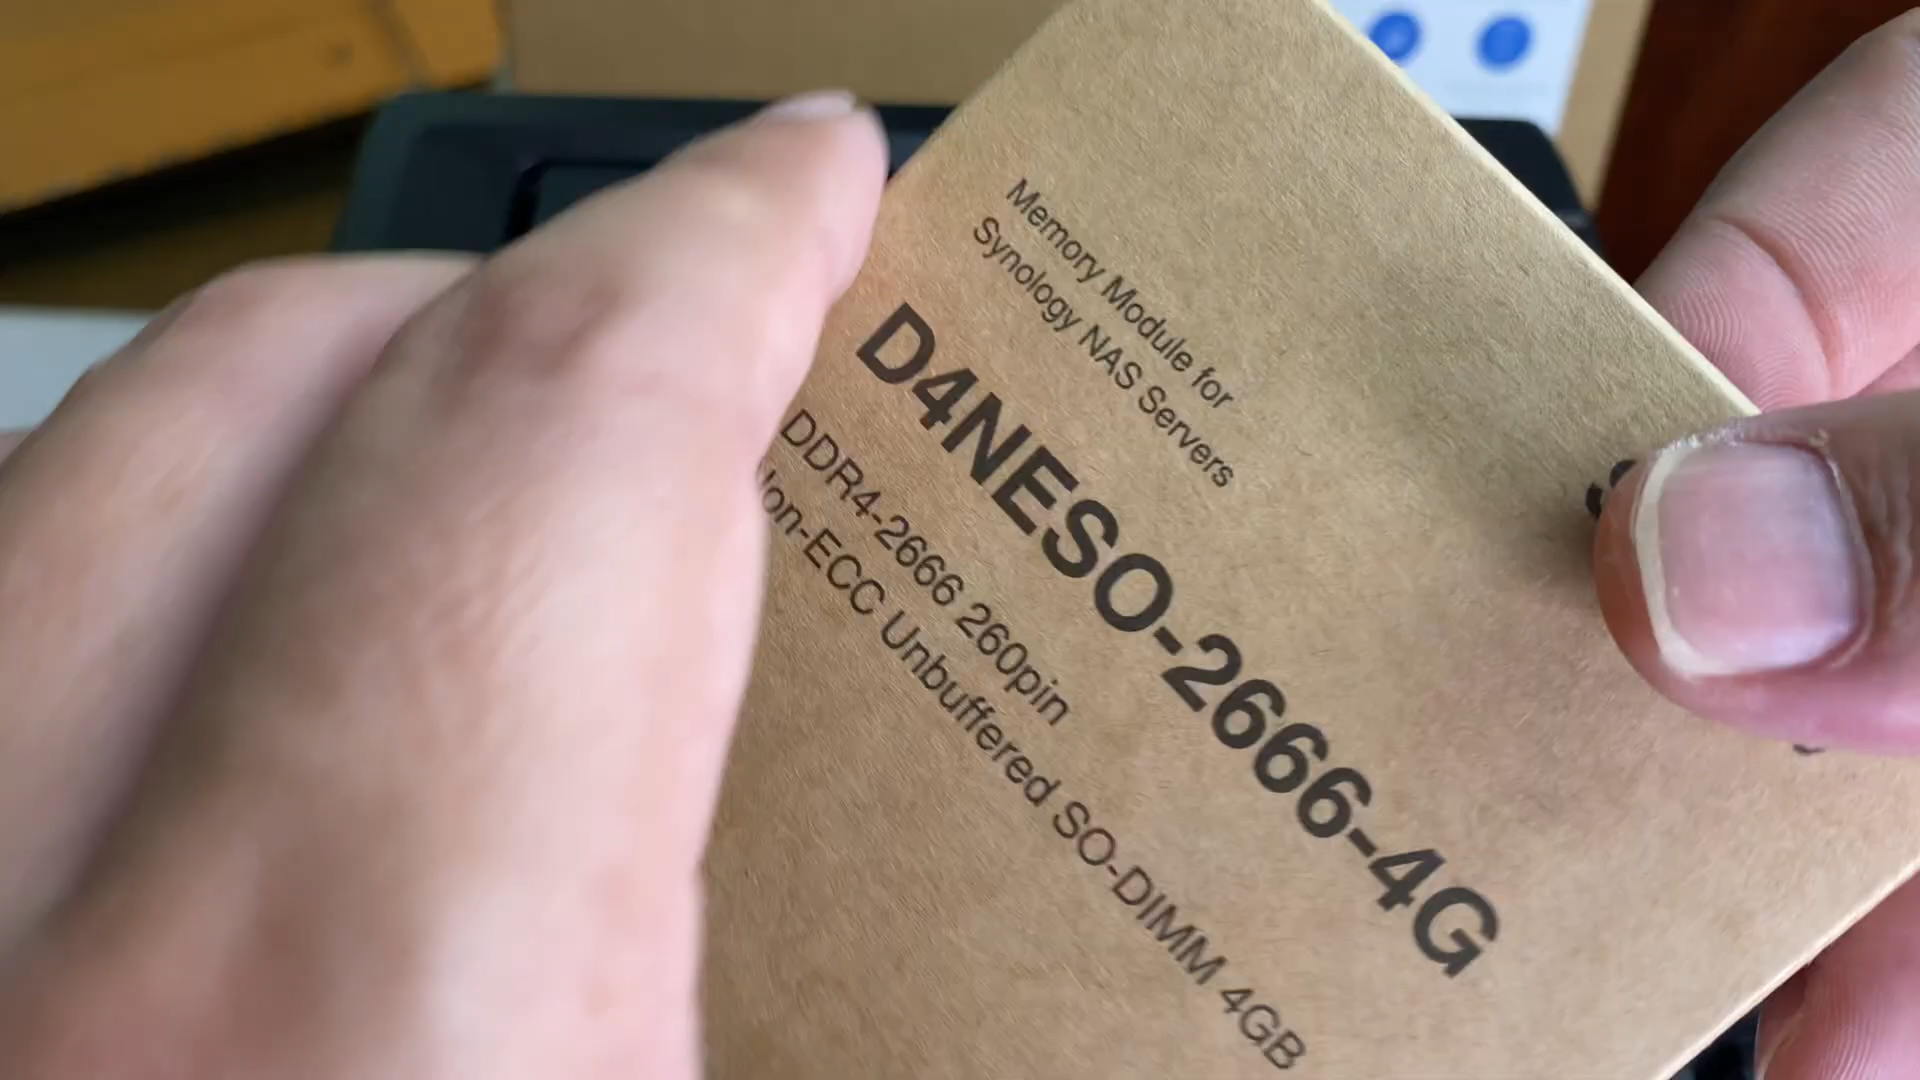 Memory Module for
Synology NAS Servers
D4NESO-2666-4G
DDR4-2666 260pin
Non-ECC Unbuffered SO-DIMM 4GB